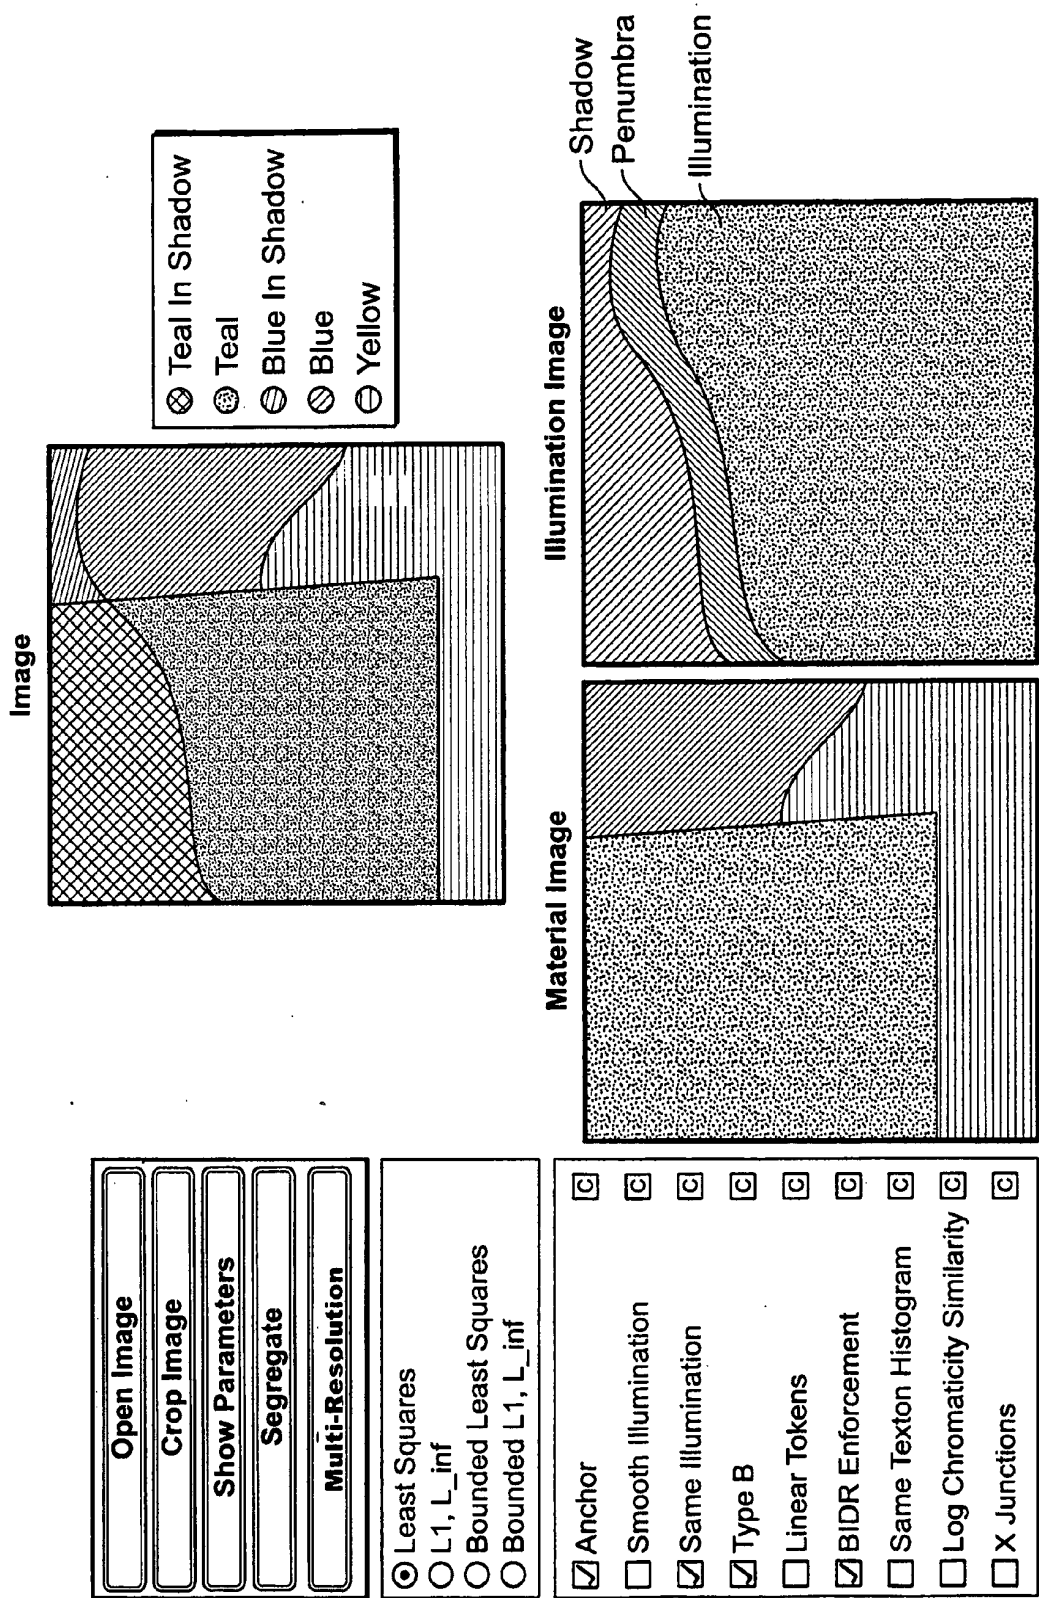 Open Image
Crop Image
Show Parameters
Segregate
Multi-Resolution
Least Squares
L1, L_inf
Bounded Least Squares
Bounded L1, L_inf
Anchor C
Smooth Illumination C
Same Illumination C
Type B C
Linear Tokens C
BIDR Enforcement C
Same Texton Histogram C
Log Chromaticity Similarity C
X Junctions C
Image
Teal In Shadow
Teal
Blue In Shadow
Blue
Yellow
Material Image
Illumination Image
Shadow
Penumbra
Illumination